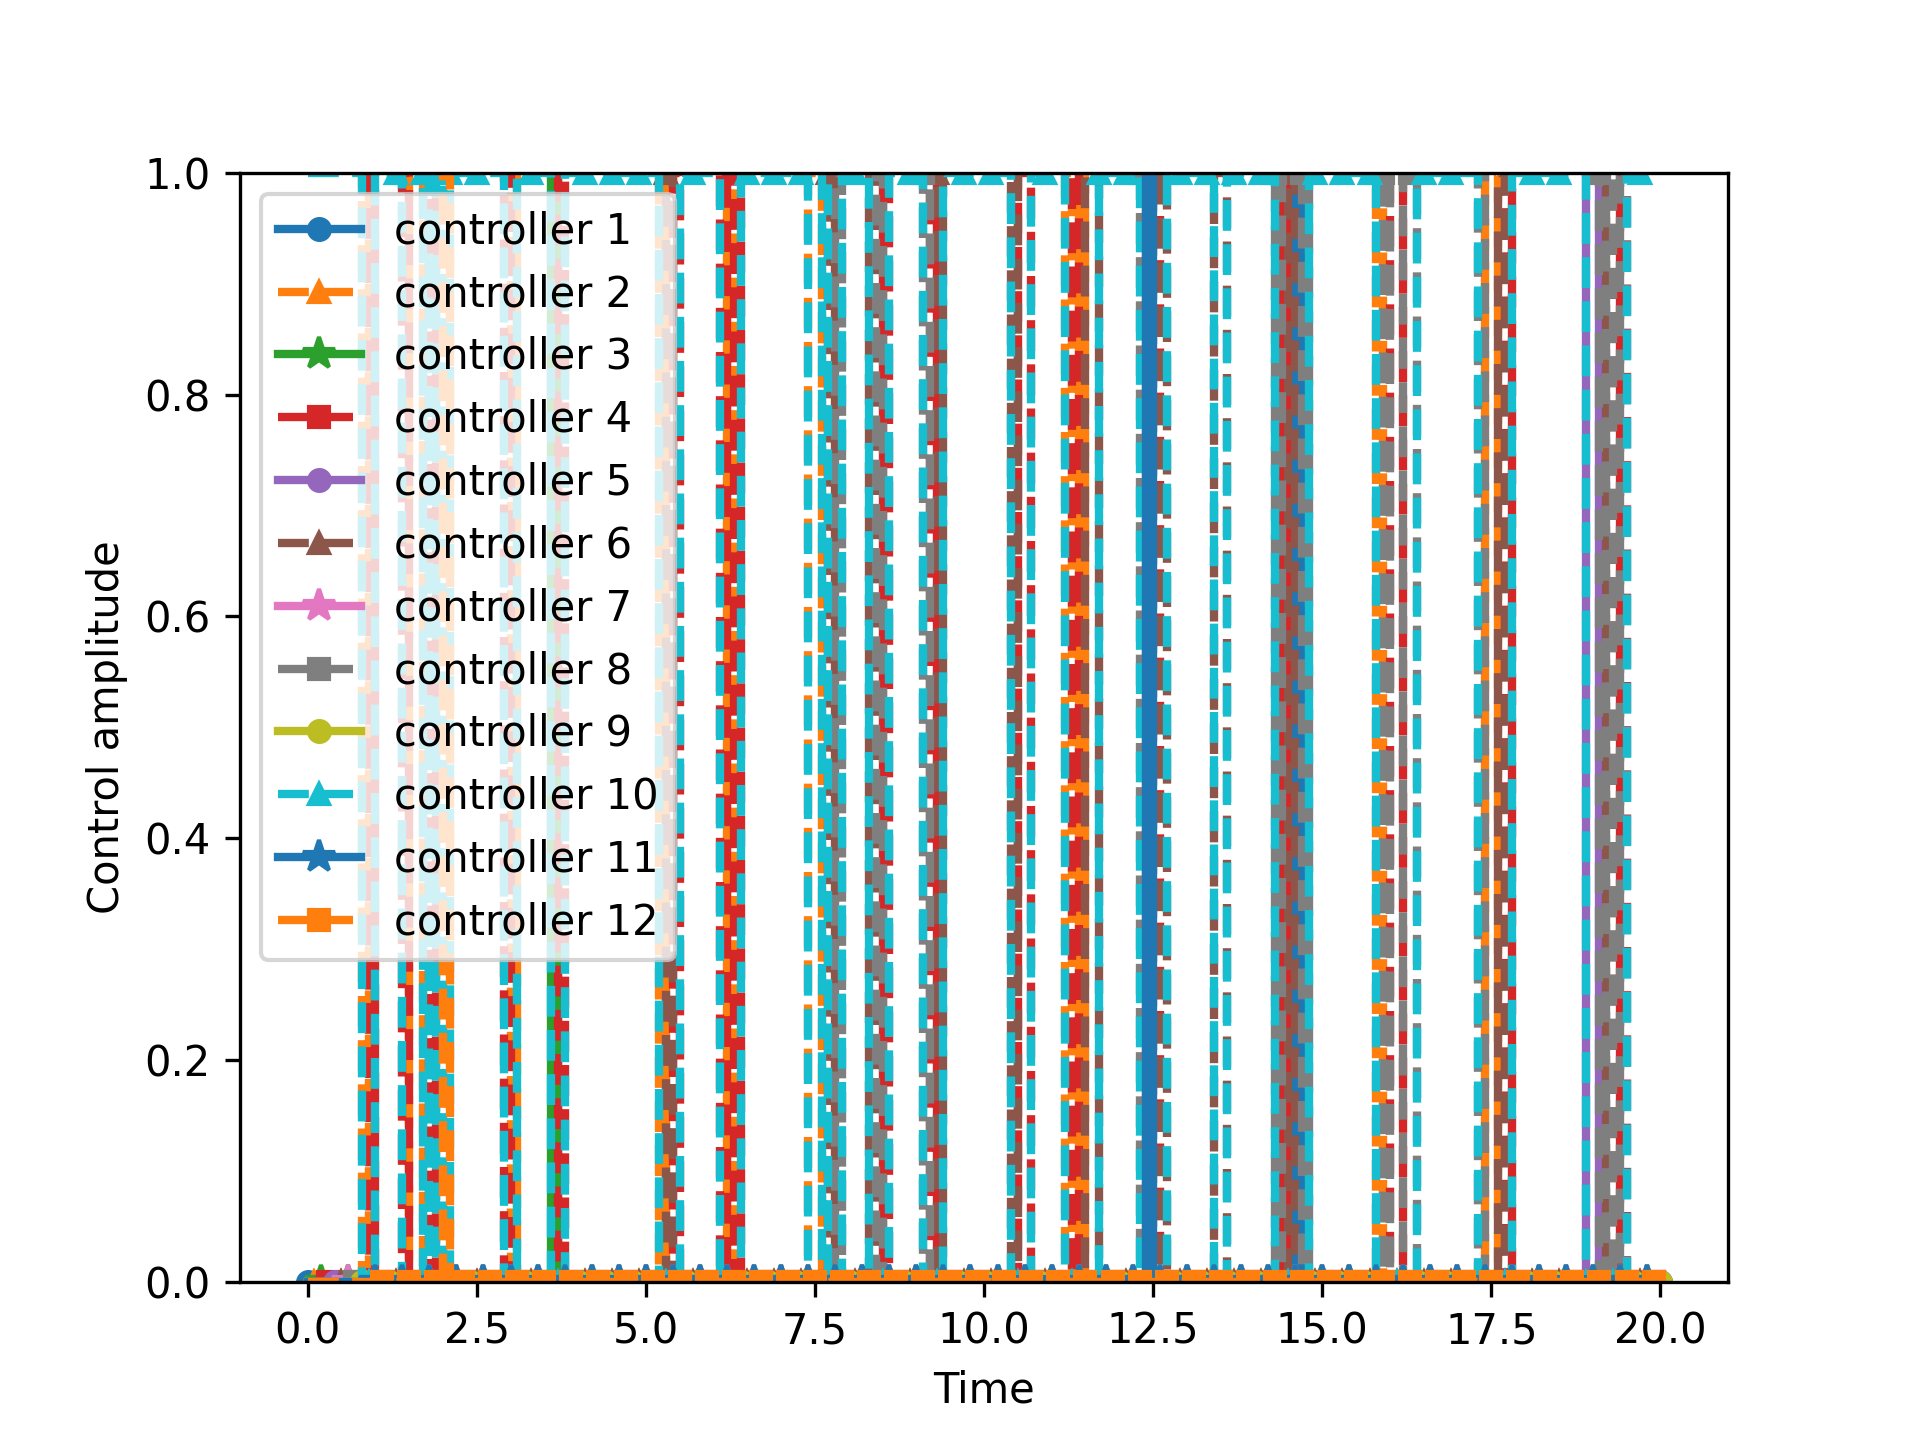 1.0
0.8
0.6
0.4
0.2
0.0
Control amplitude
controller 1
controller 2
controller 3
controller 4
controller 5
controller 6
controller 7
controller 8
controller 9
controller 10
controller 11
controller 12
0.0 2.5 5.0 7.5 10.0 12.5 15.0 17.5 20.0
Time